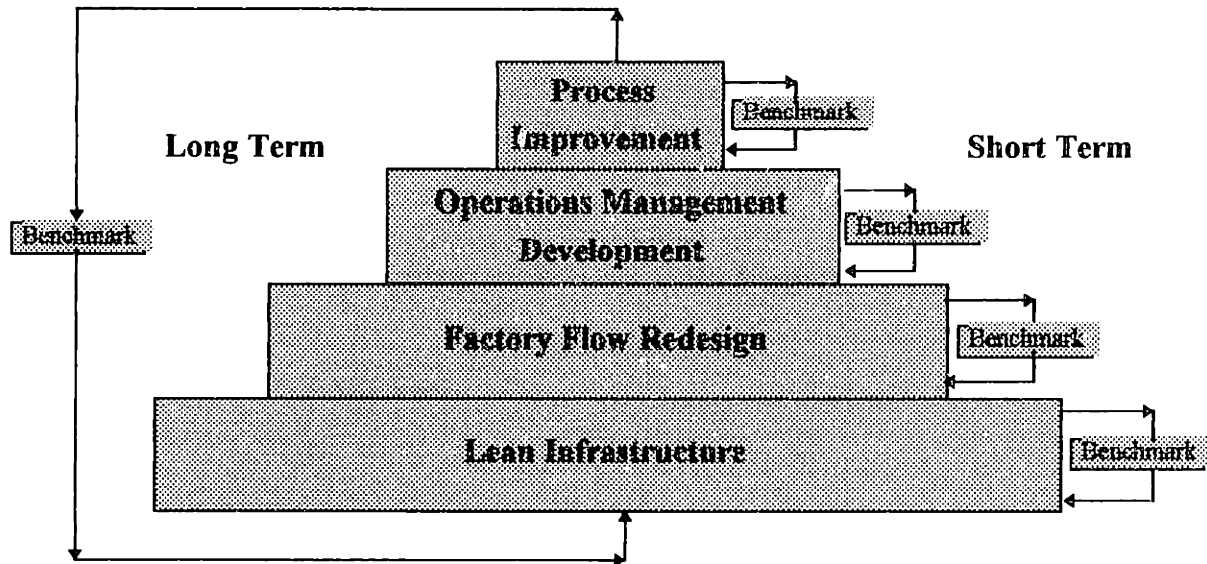 Process
Improvement
Benchmark
Long Term
Short Term
Operations Management
Development
Benchmark
Benchmark
Factory Flow Redesign
Benchmark
Lean Infrastructure
Benchmark